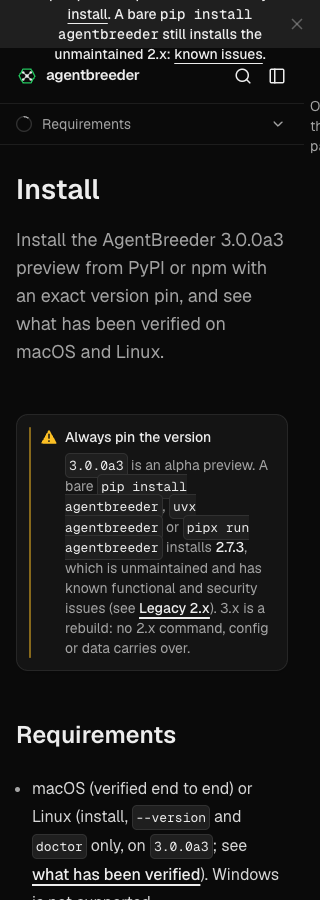 install. A bare pip install
agentbreeder still installs the
unmaintained 2.x: known issues.
agentbreeder
Requirements
Install
Install the AgentBreeder 3.0.0a3
preview from PyPI or npm with
an exact version pin, and see
what has been verified on
macOS and Linux.
Always pin the version
3.0.0a3 is an alpha preview. A
bare pip install
agentbreeder, uvx
agentbreeder or pipx run
agentbreeder installs 2.7.3,
which is unmaintained and has
known functional and security
issues (see Legacy 2.x). 3.x is a
rebuild: no 2.x command, config
or data carries over.
Requirements
macOS (verified end to end) or
Linux (install, --version and
doctor only, on 3.0.0a3; see
what has been verified). Windows
is not supported